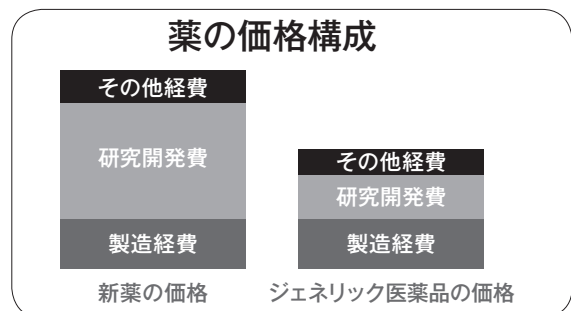 薬の価格構成
その他経費
研究開発費
製造経費
新薬の価格
その他経費
研究開発費
製造経費
ジェネリック医薬品の価格